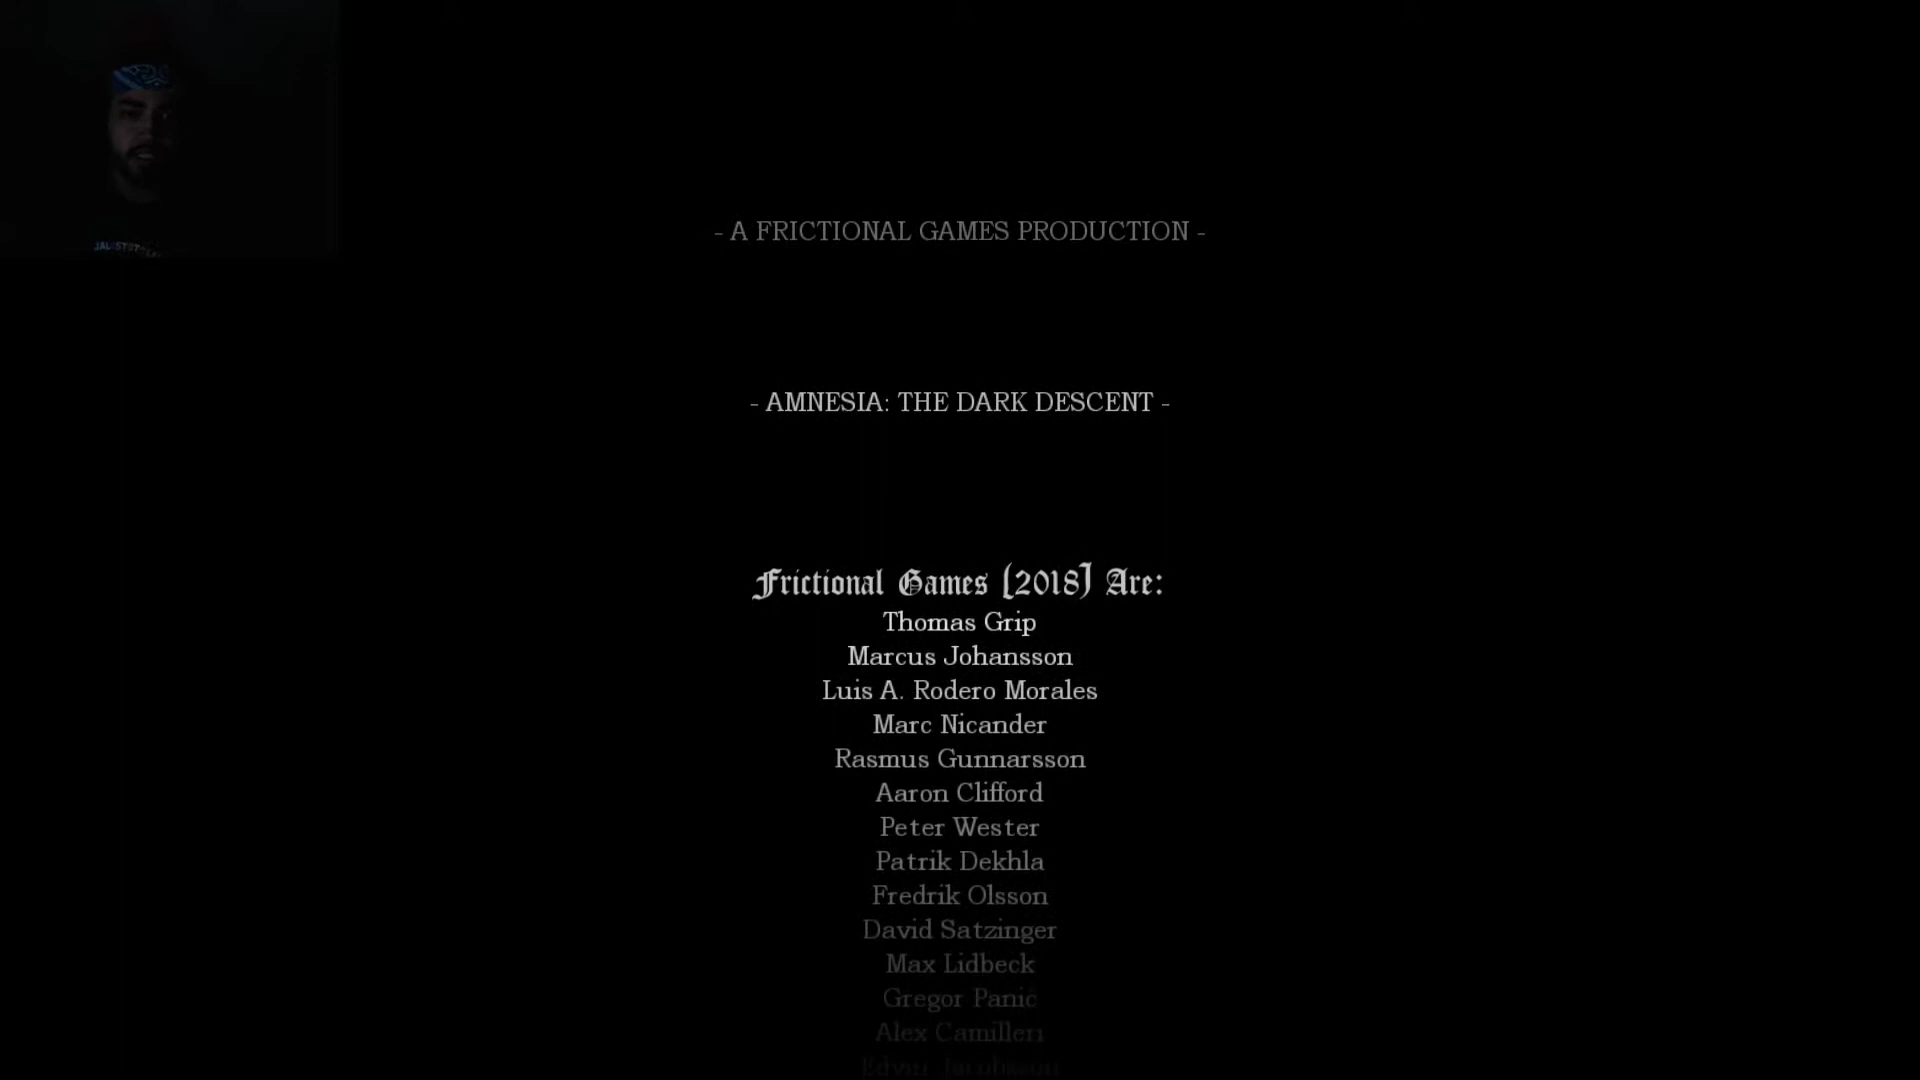 - A FRICTIONAL GAMES PRODUCTION -
- AMNESIA: THE DARK DESCENT -
Frictional Games [2018] Are:
Thomas Grip
Marcus Johansson
Luis A. Rodero Morales
Marc Nicander
Rasmus Gunnarsson
Aaron Clifford
Peter Wester
Patrik Dekhla
Fredrik Olsson
David Satzinger
Max Lidbeck
Gregor Panić
Alex Camilleri